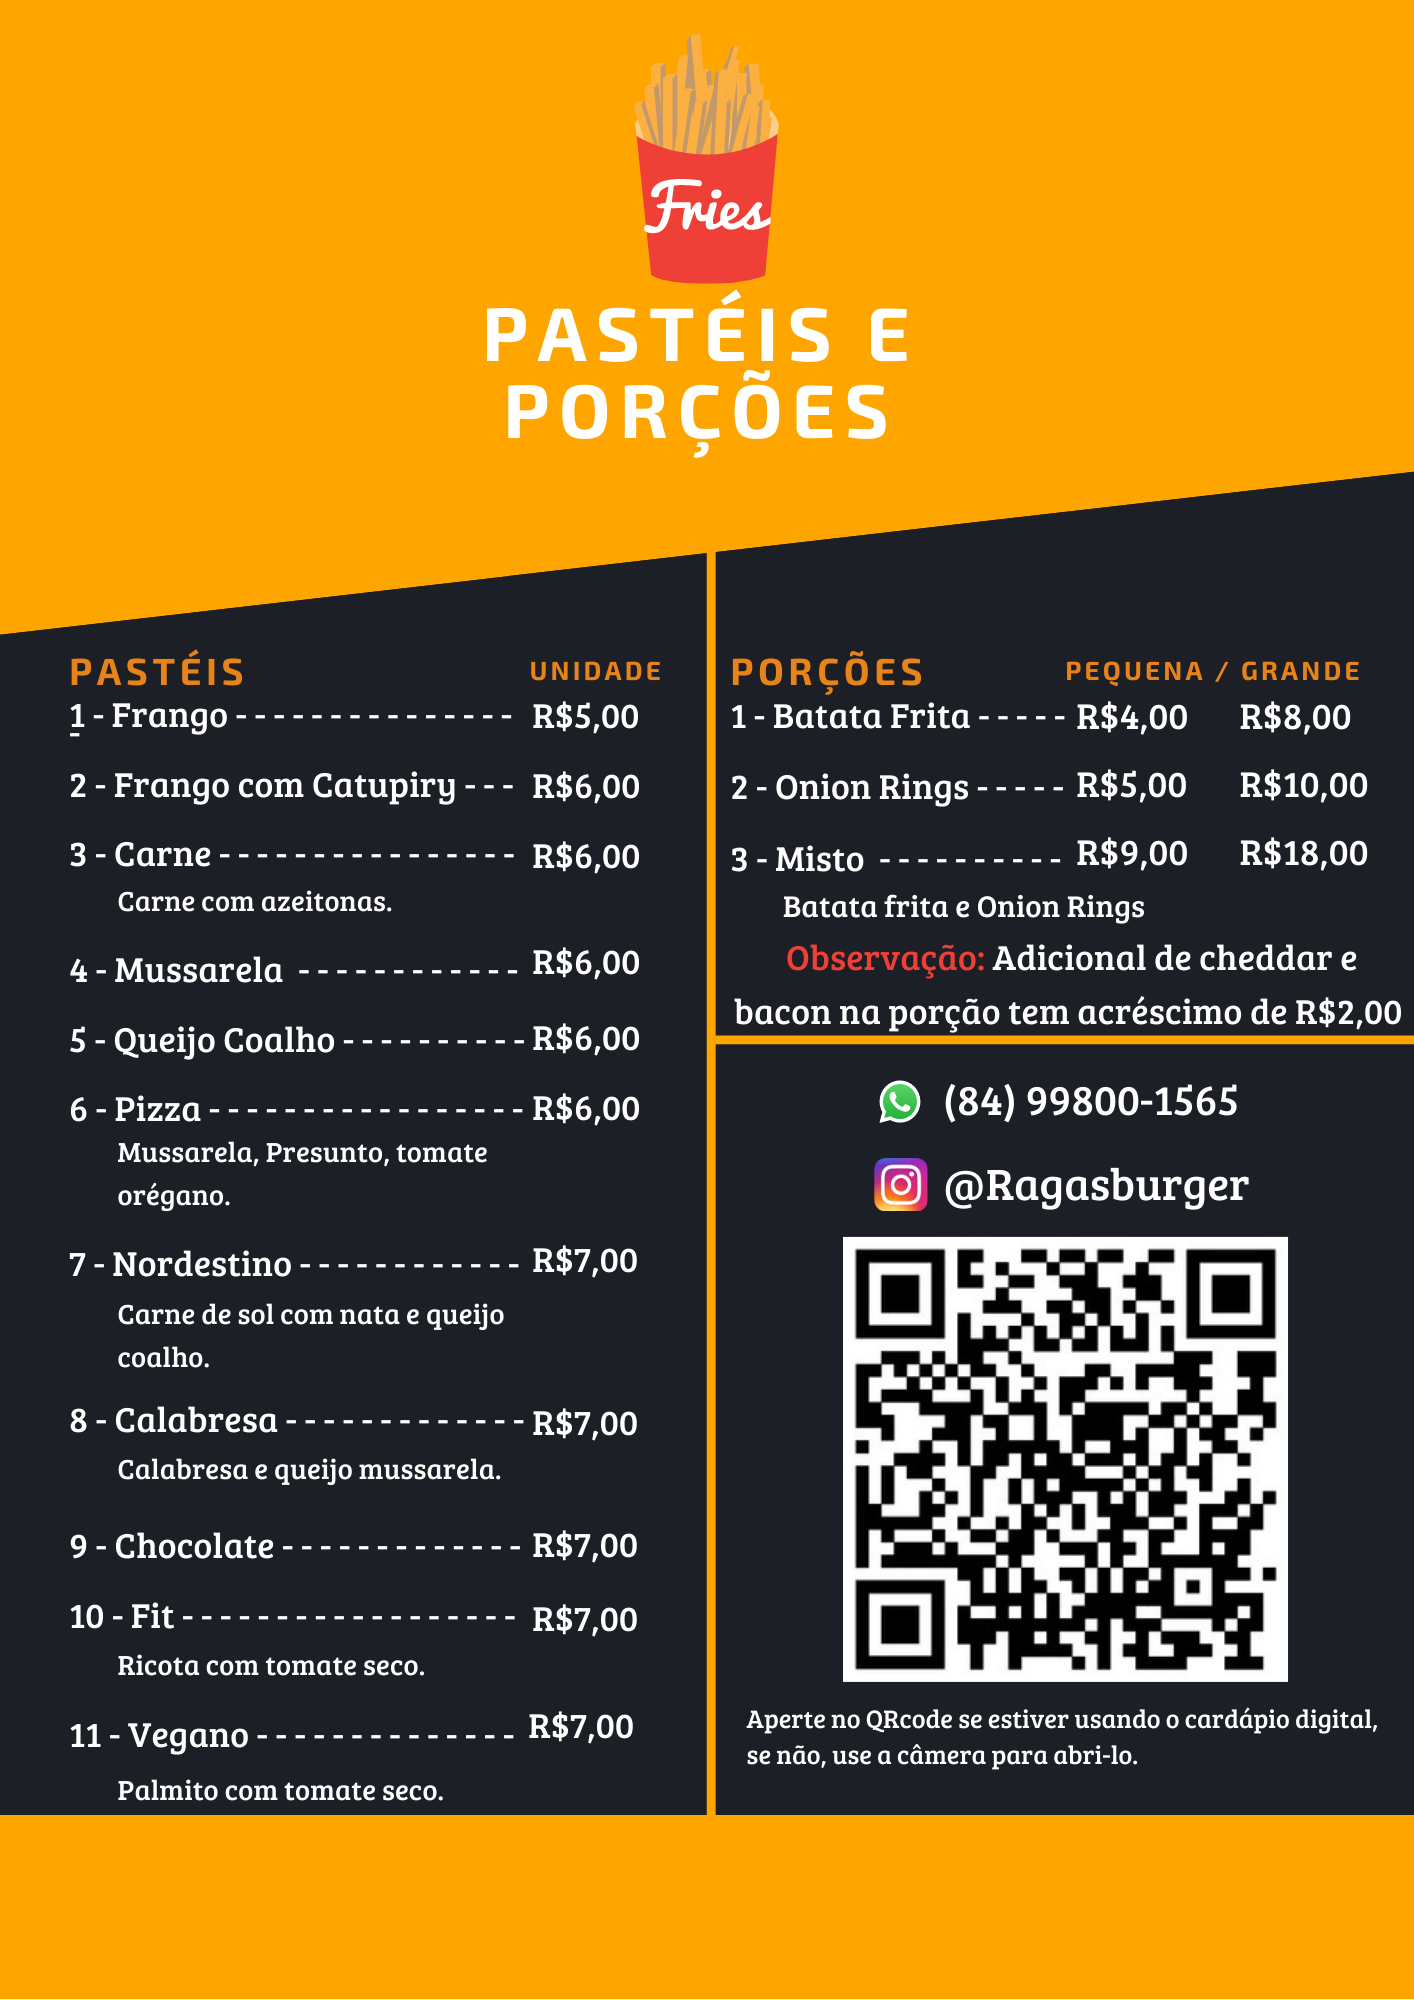 Fries
PASTÉIS E
PORÇÕES
PASTÉIS UNIDADE
1 - Frango - - - - - - - - - - - - - - - R$5,00
-
2 - Frango com Catupiry - - - R$6,00
3 - Carne - - - - - - - - - - - - - - - - R$6,00
Carne com azeitonas.
4 - Mussarela - - - - - - - - - - - - R$6,00
5 - Queijo Coalho - - - - - - - - - - R$6,00
6 - Pizza - - - - - - - - - - - - - - - - - R$6,00
Mussarela, Presunto, tomate
orégano.
7 - Nordestino - - - - - - - - - - - - R$7,00
Carne de sol com nata e queijo
coalho.
8 - Calabresa - - - - - - - - - - - - - R$7,00
Calabresa e queijo mussarela.
9 - Chocolate - - - - - - - - - - - - - R$7,00
10 - Fit - - - - - - - - - - - - - - - - - - R$7,00
Ricota com tomate seco.
11 - Vegano - - - - - - - - - - - - - - R$7,00
Palmito com tomate seco.
PORÇÕES PEQUENA / GRANDE
1 - Batata Frita - - - - - R$4,00 R$8,00
2 - Onion Rings - - - - - R$5,00 R$10,00
3 - Misto - - - - - - - - - - R$9,00 R$18,00
Batata frita e Onion Rings
Observação: Adicional de cheddar e
bacon na porção tem acréscimo de R$2,00
(84) 99800-1565
@Ragasburger
Aperte no QRcode se estiver usando o cardápio digital,
se não, use a câmera para abri-lo.